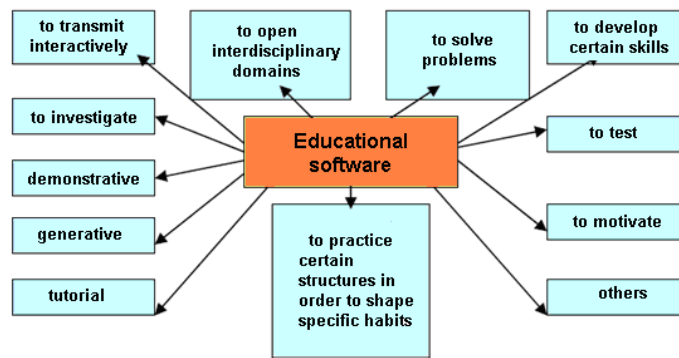 to transmit
interactively
to open
interdisciplinary
domains
to solve
problems
to develop
certain skills
to investigate
Educational
software
to test
demonstrative
generative
to practice
certain
structures in
order to shape
specific habits
to motivate
tutorial
others